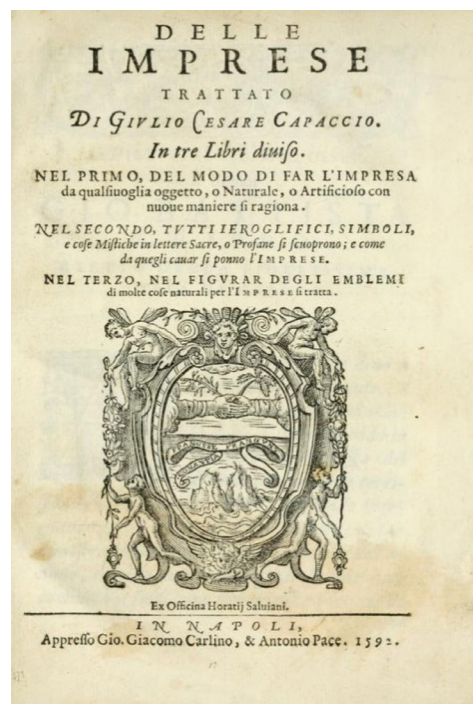 DELLE
IMPRESE
TRATTATO
DI GIVLIO CESARE CAPACCIO.
In tre Libri diuiſo.
NEL PRIMO, DEL MODO DI FAR L'IMPRESA
da qualſiuoglia oggetto, o Naturale, o Artificioſo con
nuoue maniere ſi ragiona.
NEL SECONDO, TVTTI IEROGLIFICI, SIMBOLI,
e coſe Miſtiche in lettere Sacre, o Profane ſi ſcuoprono; e come
da quegli cauar ſi ponno l'IMPRESE.
NEL TERZO, NEL FIGVRAR DEGLI EMBLEMI
di molte coſe naturali per l'IMPRESE ſi tratta.
Ex Officina Horatij Saluiani.
IN NAPOLI,
Appreſſo Gio. Giacomo Carlino, & Antonio Pace. 1592.